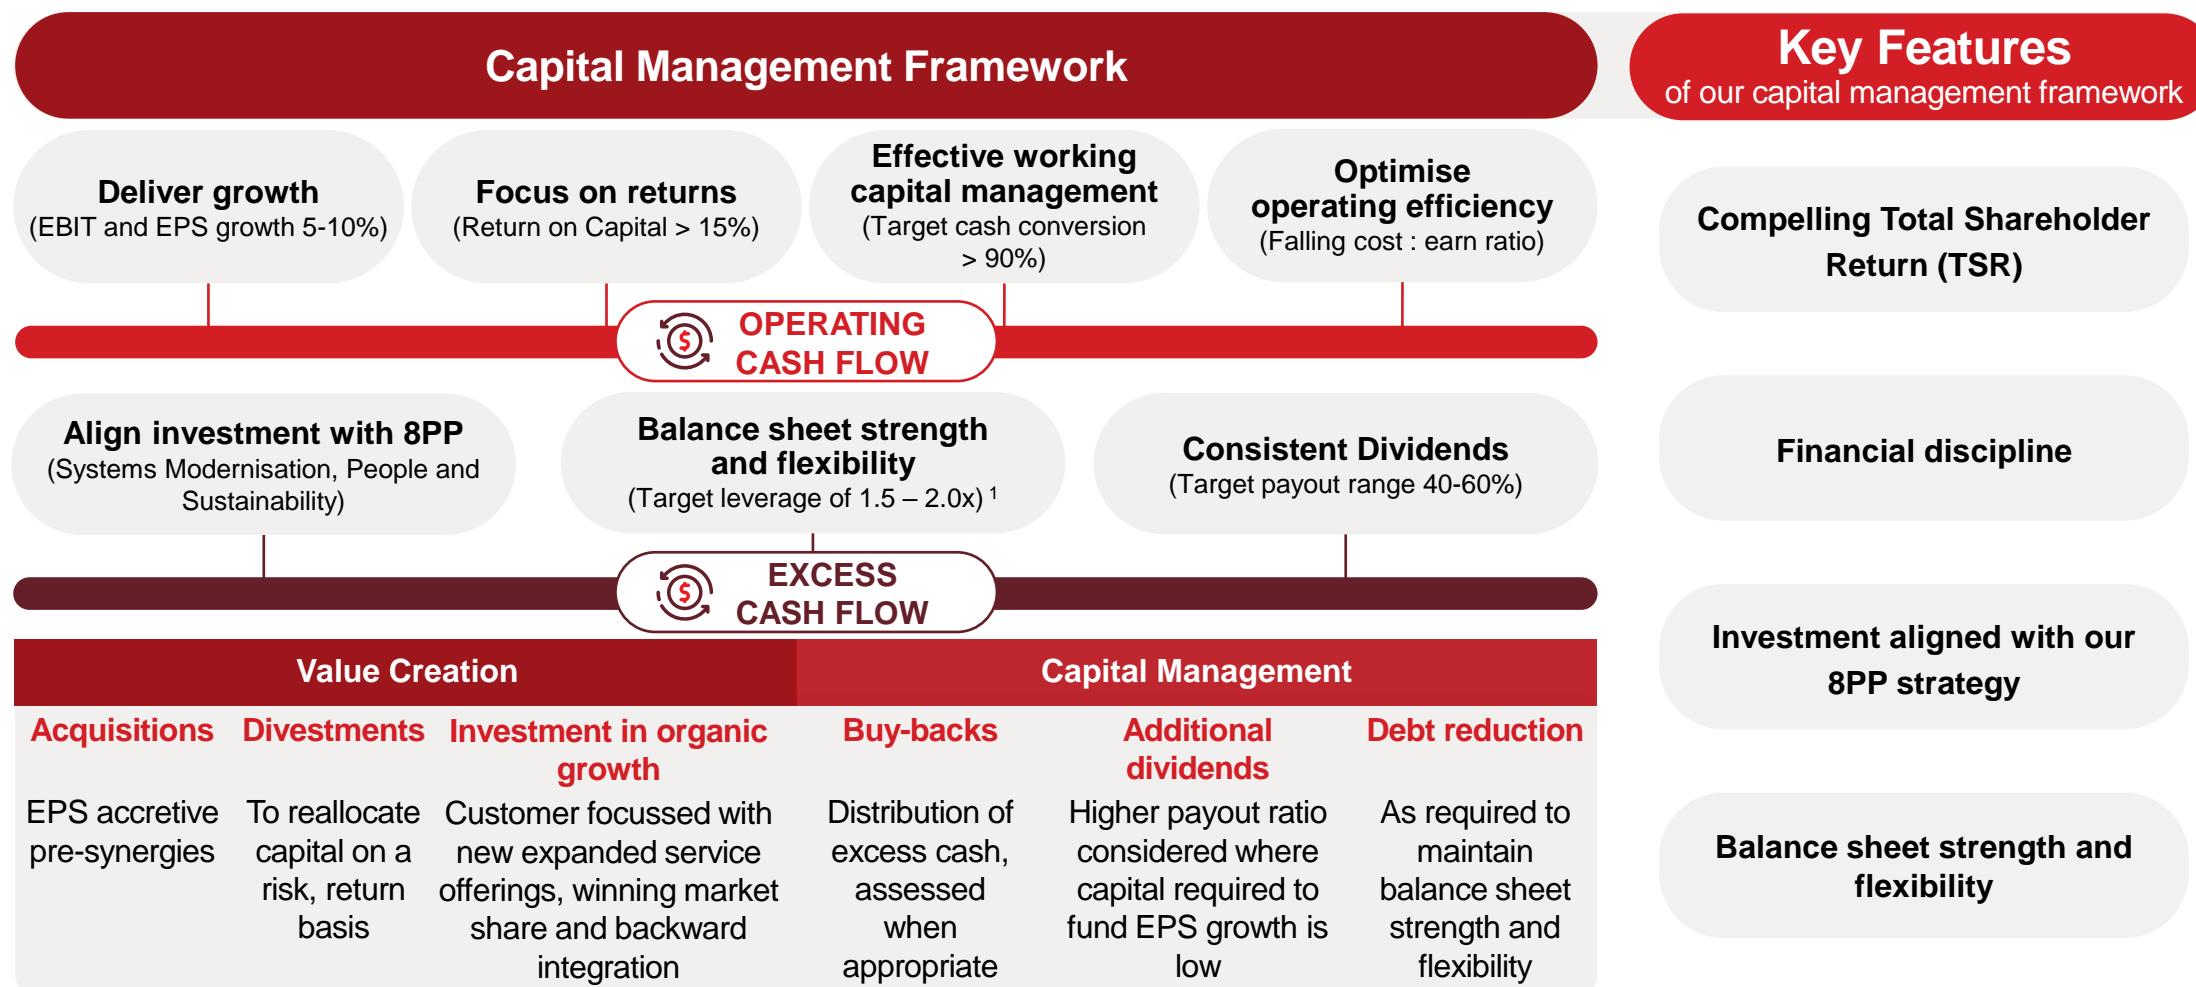 Capital Management Framework
Key Features
of our capital management framework
Deliver growth
(EBIT and EPS growth 5-10%)
Focus on returns
(Return on Capital > 15%)
Effective working
capital management
(Target cash conversion
> 90%)
Optimise
operating efficiency
(Falling cost : earn ratio)
OPERATING
CASH FLOW
Align investment with 8PP
(Systems Modernisation, People and
Sustainability)
Balance sheet strength
and flexibility
(Target leverage of 1.5 – 2.0x) 1
Consistent Dividends
(Target payout range 40-60%)
EXCESS
CASH FLOW
Value Creation
Capital Management
Acquisitions
EPS accretive
pre-synergies
Divestments
To reallocate
capital on a
risk, return
basis
Investment in organic
growth
Customer focussed with
new expanded service
offerings, winning market
share and backward
integration
Buy-backs
Distribution of
excess cash,
assessed
when
appropriate
Additional
dividends
Higher payout ratio
considered where
capital required to
fund EPS growth is
low
Debt reduction
As required to
maintain
balance sheet
strength and
flexibility
Compelling Total Shareholder
Return (TSR)
Financial discipline
Investment aligned with our
8PP strategy
Balance sheet strength and
flexibility